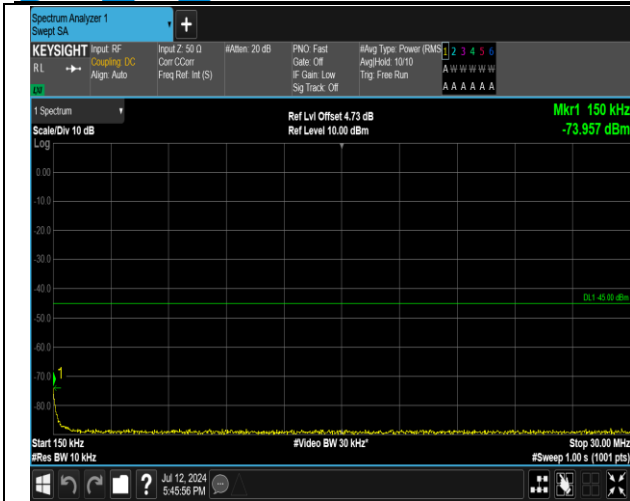 Spectrum Analyzer 1
Swept SA
+
KEYSIGHT
RL
Input: RF
Coupling: DC
Align: Auto
Input Z: 50 Ω
Corr CCorr
Freq Ref: Int (S)
#Atten: 20 dB
PNO: Fast
Gate: Off
IF Gain: Low
Sig Track: Off
#Avg Type: Power (RMS
Avg|Hold: 10/10
Trig: Free Run
1 2 3 4 5 6
A W W W W W
A A A A A A
1 Spectrum
Scale/Div 10 dB
Ref Lvl Offset 4.73 dB
Ref Level 10.00 dBm
Mkr1 150 kHz
-73.957 dBm
Log
0.00
-10.0
-20.0
-30.0
-40.0
DL1 -45.00 dBm
-50.0
-60.0
-70.0
1
-80.0
Start 150 kHz
#Video BW 30 kHz*
Stop 30.00 MHz
#Res BW 10 kHz
#Sweep 1.00 s (1001 pts)
?
Jul 12, 2024
5:45:56 PM